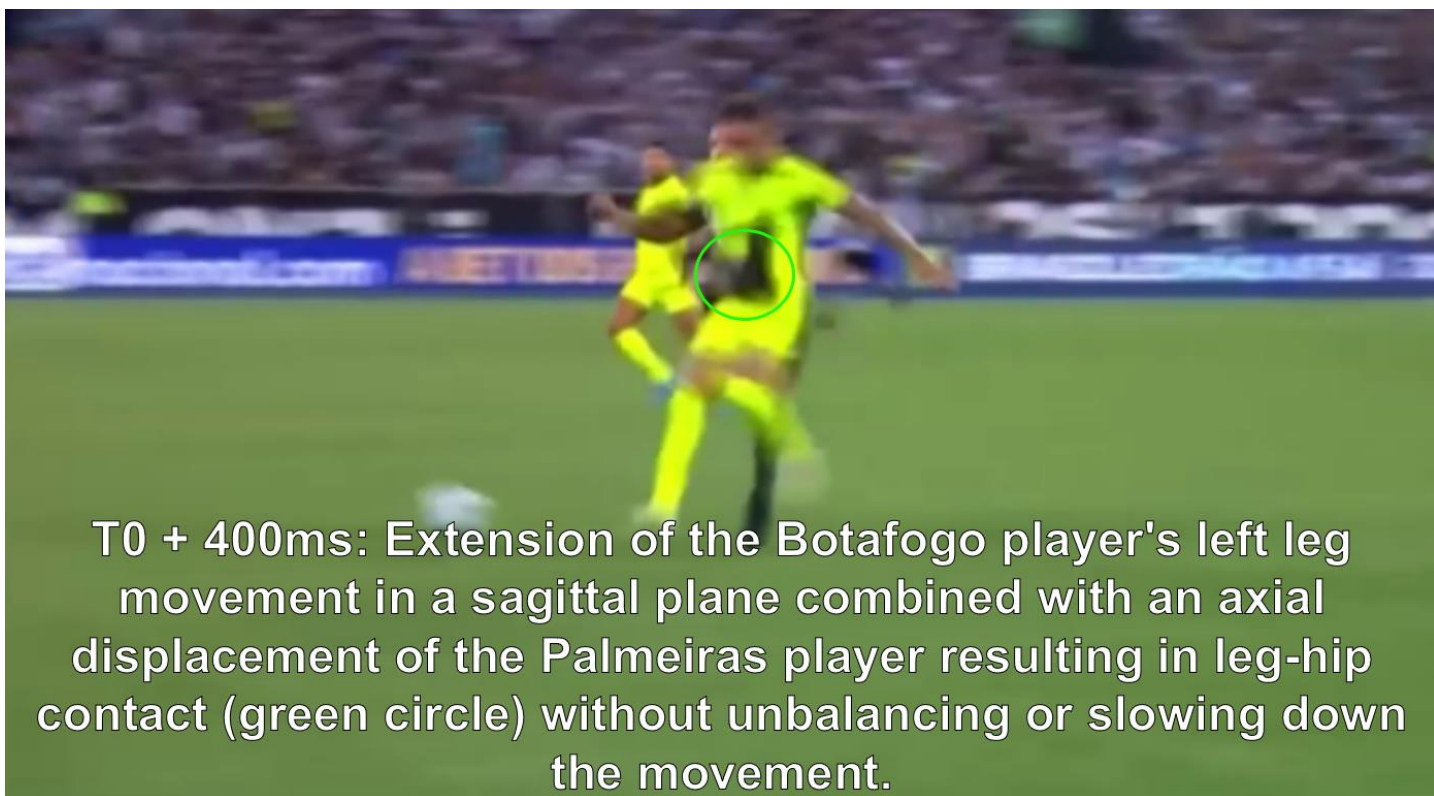 T0 + 400ms: Extension of the Botafogo player's left leg
movement in a sagittal plane combined with an axial
displacement of the Palmeiras player resulting in leg-hip
contact (green circle) without unbalancing or slowing down
the movement.